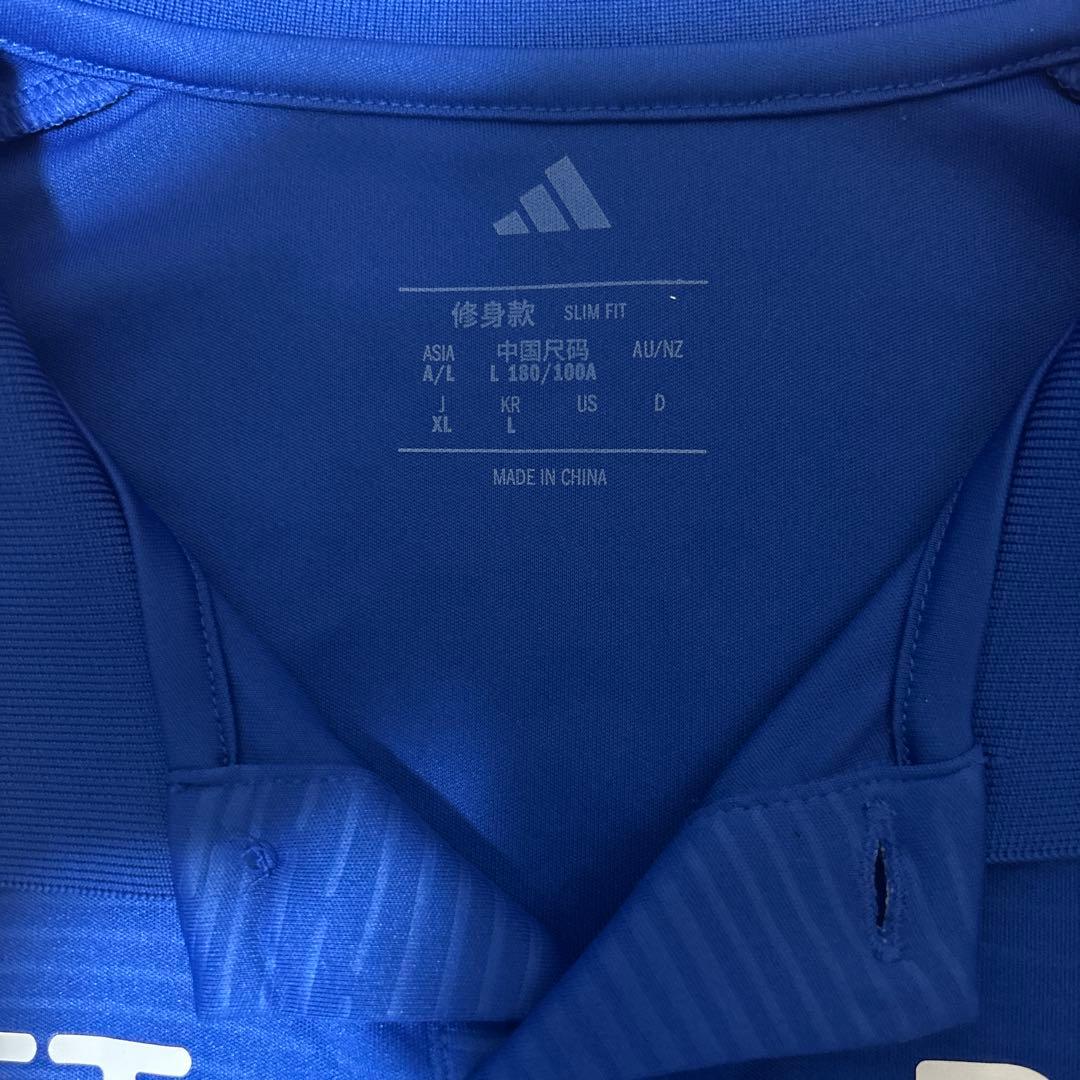 修身款 SLIM FIT
ASIA 中国尺码 AU/NZ
A/L L 180/100A
J KR US D
XL L
MADE IN CHINA